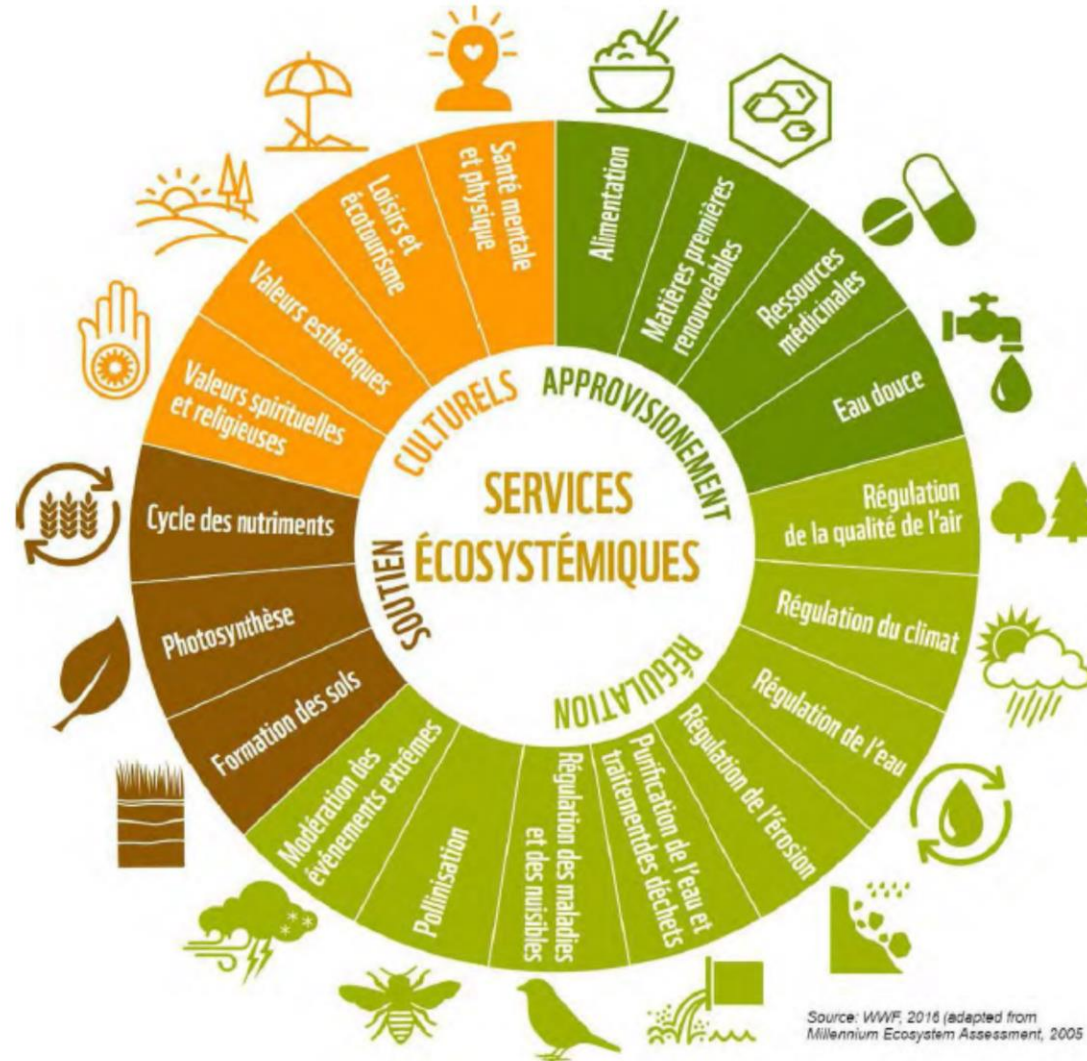 SERVICES
ÉCOSYSTÉMIQUES
APPROVISIONEMENT
Alimentation
Matières premières
renouvelables
Ressources
médicinales
Eau douce
RÉGULATION
Régulation
de la qualité de l'air
Régulation du climat
Régulation de l'eau
Régulation de l'érosion
Purification de l'eau et
traitementdes déchets
Régulation des maladies
et des nuisibles
Pollinisation
Modération des
événements extrêmes
SOUTIEN
Formation des sols
Photosynthèse
Cycle des nutriments
CULTURELS
Valeurs spirituelles
et religieuses
Valeurs esthétiques
Loisirs et
écotourisme
Santé mentale
et physique
Source: WWF, 2016 (adapted from
Millennium Ecosystem Assessment, 2005